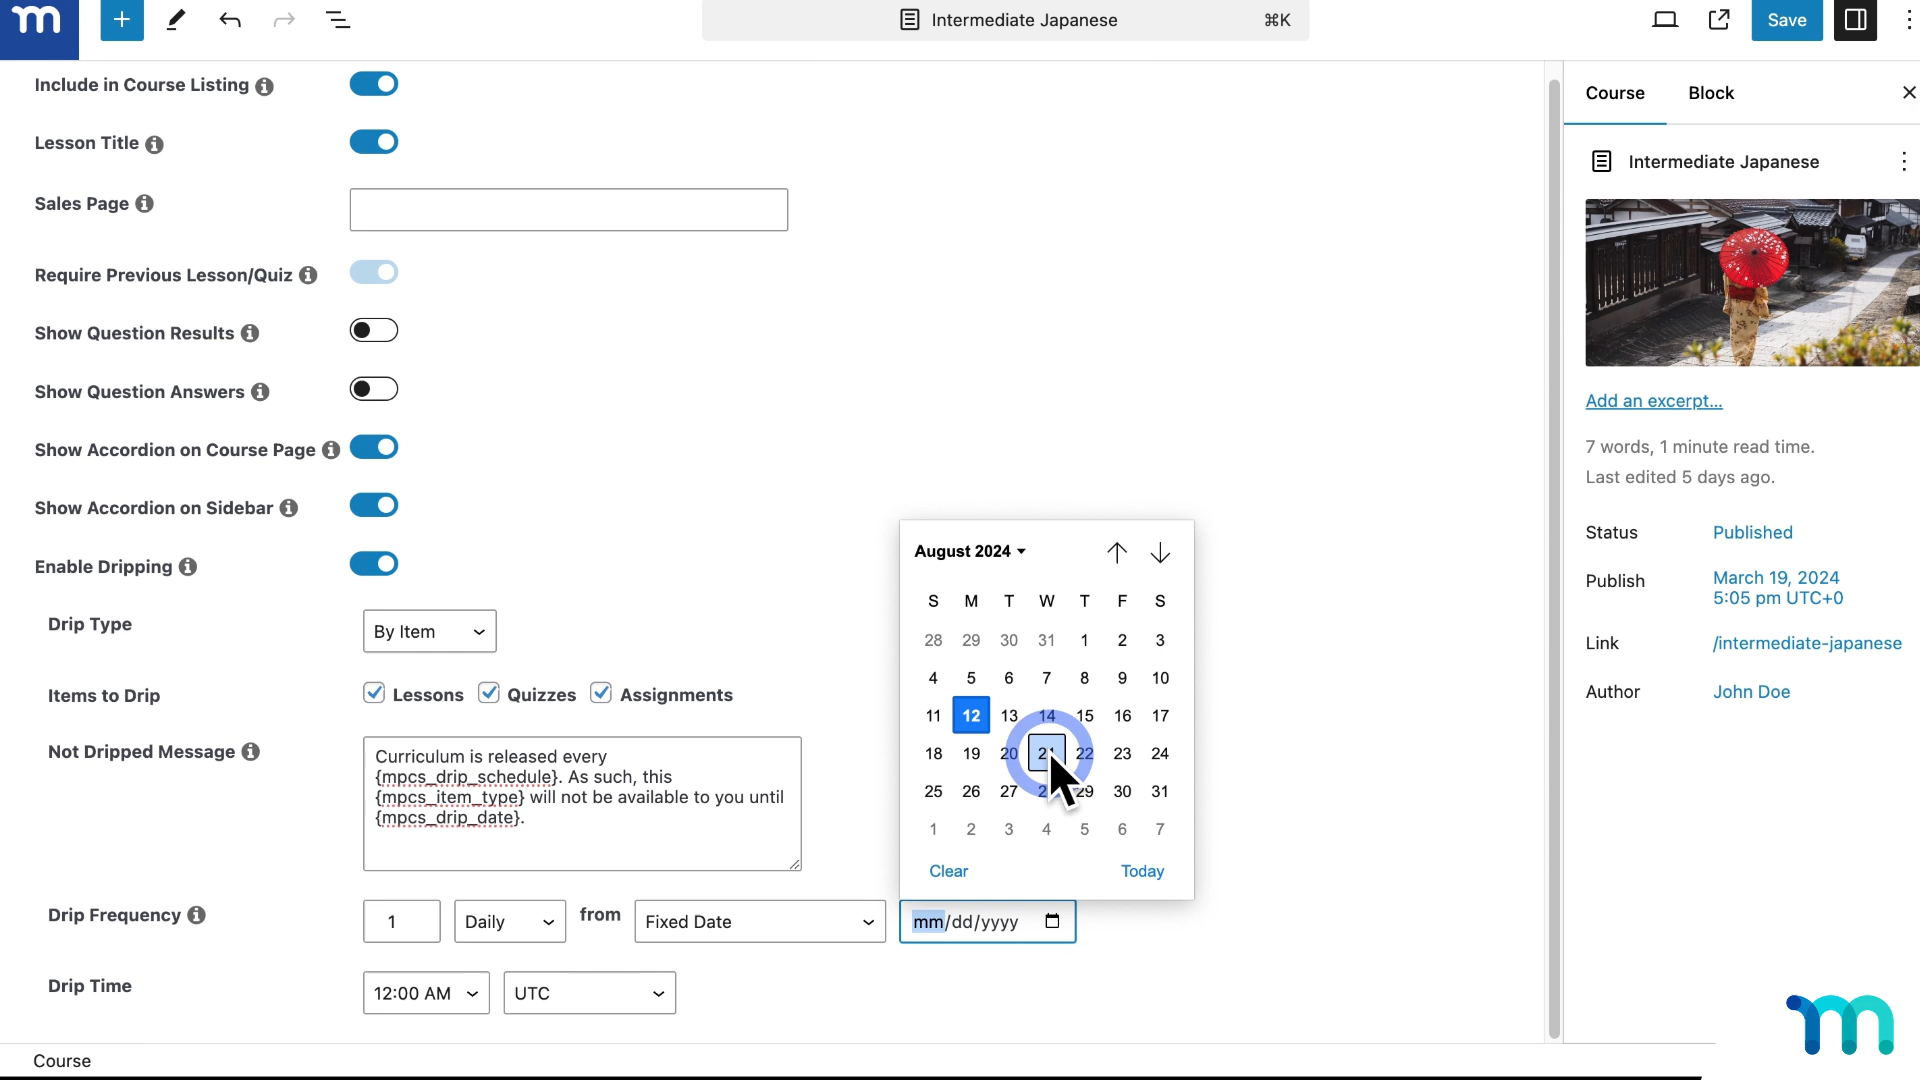 Intermediate Japanese ⌘K
Save
Include in Course Listing
Lesson Title
Sales Page
Require Previous Lesson/Quiz
Show Question Results
Show Question Answers
Show Accordion on Course Page
Show Accordion on Sidebar
Enable Dripping
Drip Type
By Item
Items to Drip
Lessons Quizzes Assignments
Not Dripped Message
Curriculum is released every
{mpcs_drip_schedule}. As such, this
{mpcs_item_type} will not be available to you until
{mpcs_drip_date}.
Drip Frequency
1 Daily from Fixed Date mm/dd/yyyy
Drip Time
12:00 AM UTC
August 2024
S M T W T F S
28 29 30 31 1 2 3
4 5 6 7 8 9 10
11 12 13 14 15 16 17
18 19 20 21 22 23 24
25 26 27 29 30 31
1 2 3 4 5 6 7
Clear Today
Course Block
Intermediate Japanese
Add an excerpt...
7 words, 1 minute read time.
Last edited 5 days ago.
Status Published
Publish March 19, 2024
5:05 pm UTC+0
Link /intermediate-japanese
Author John Doe
Course